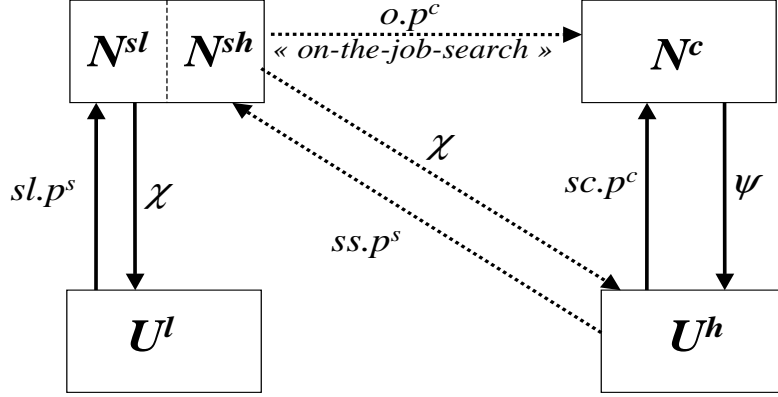 o.p^c
N^sl N^sh « on-the-job-search » N^c
sl.p^s χ χ sc.p^c ψ
ss.p^s
U^l U^h